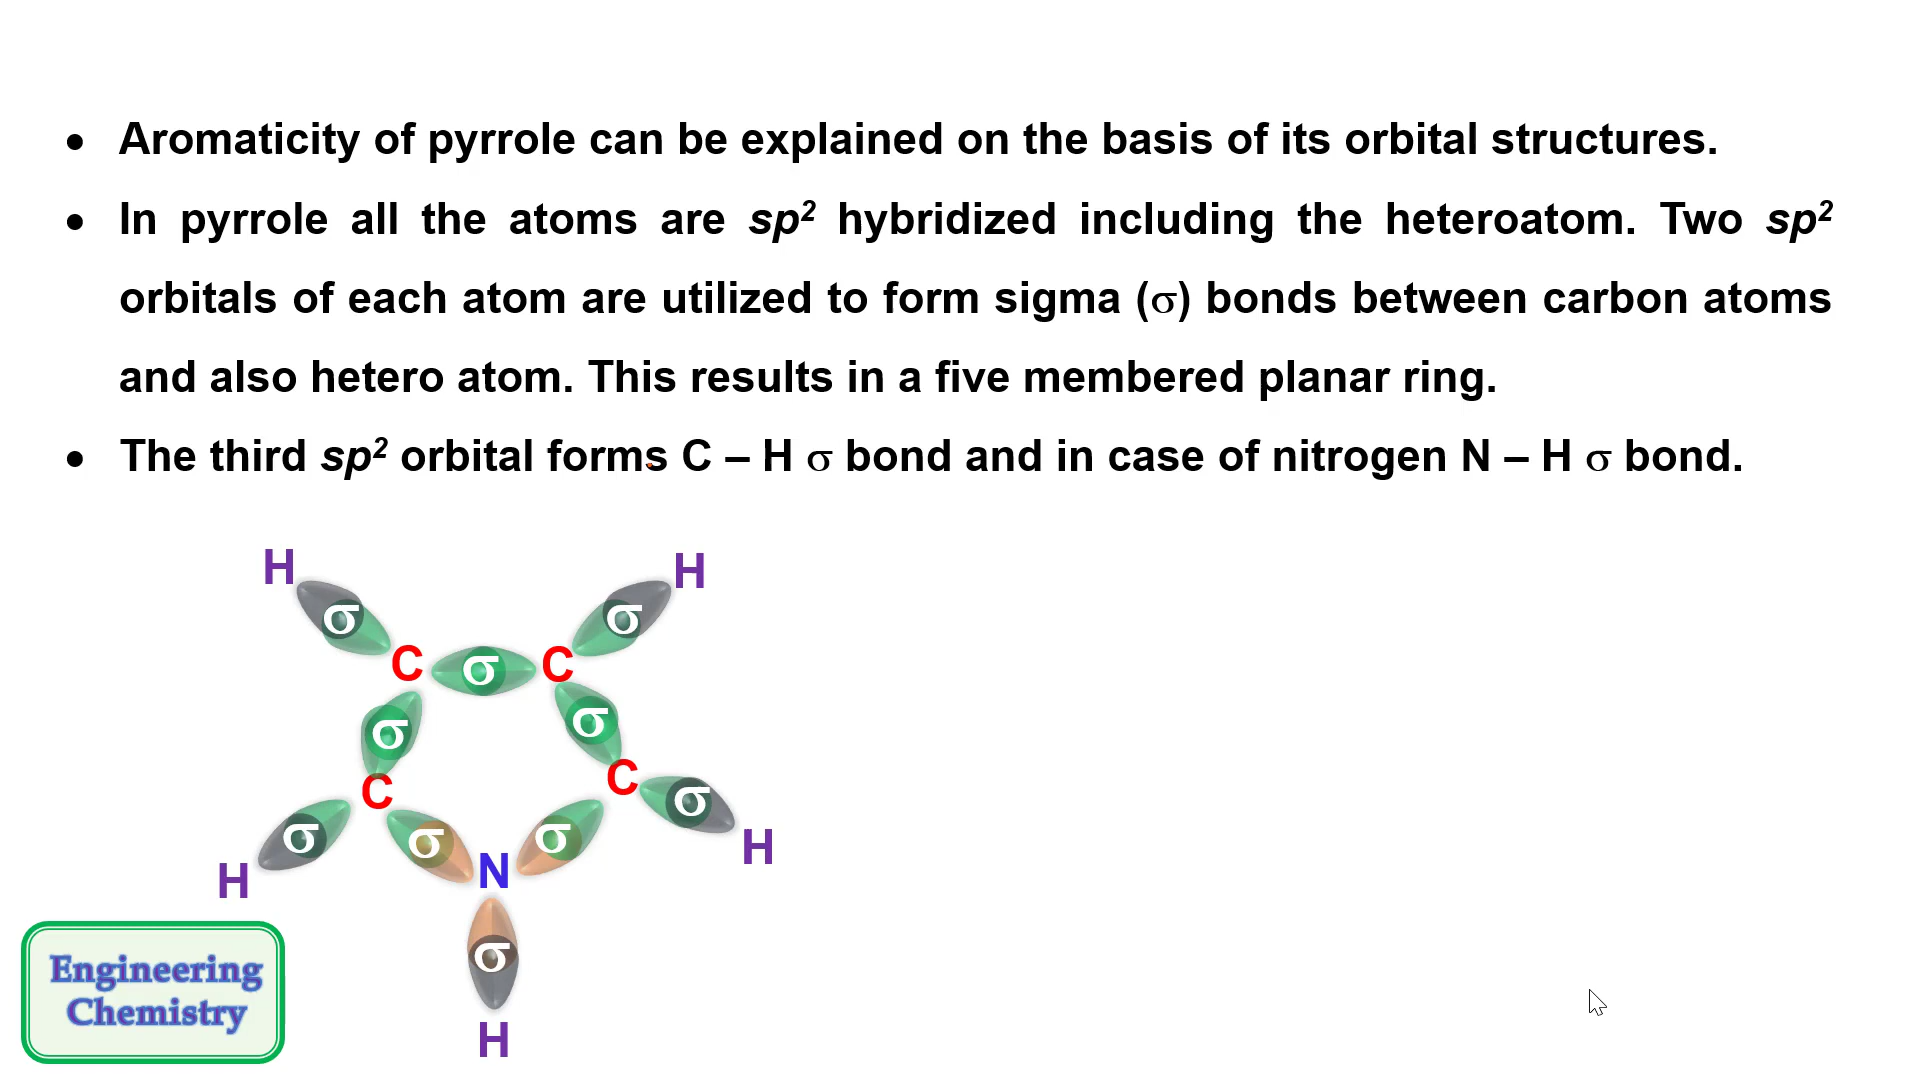 • Aromaticity of pyrrole can be explained on the basis of its orbital structures.
• In pyrrole all the atoms are sp² hybridized including the heteroatom. Two sp²
orbitals of each atom are utilized to form sigma (σ) bonds between carbon atoms
and also hetero atom. This results in a five membered planar ring.
• The third sp² orbital forms C – H σ bond and in case of nitrogen N – H σ bond.
H H
σ σ
C σ C
σ σ
C C σ
σ σ σ H
H N
σ
H
Engineering
Chemistry